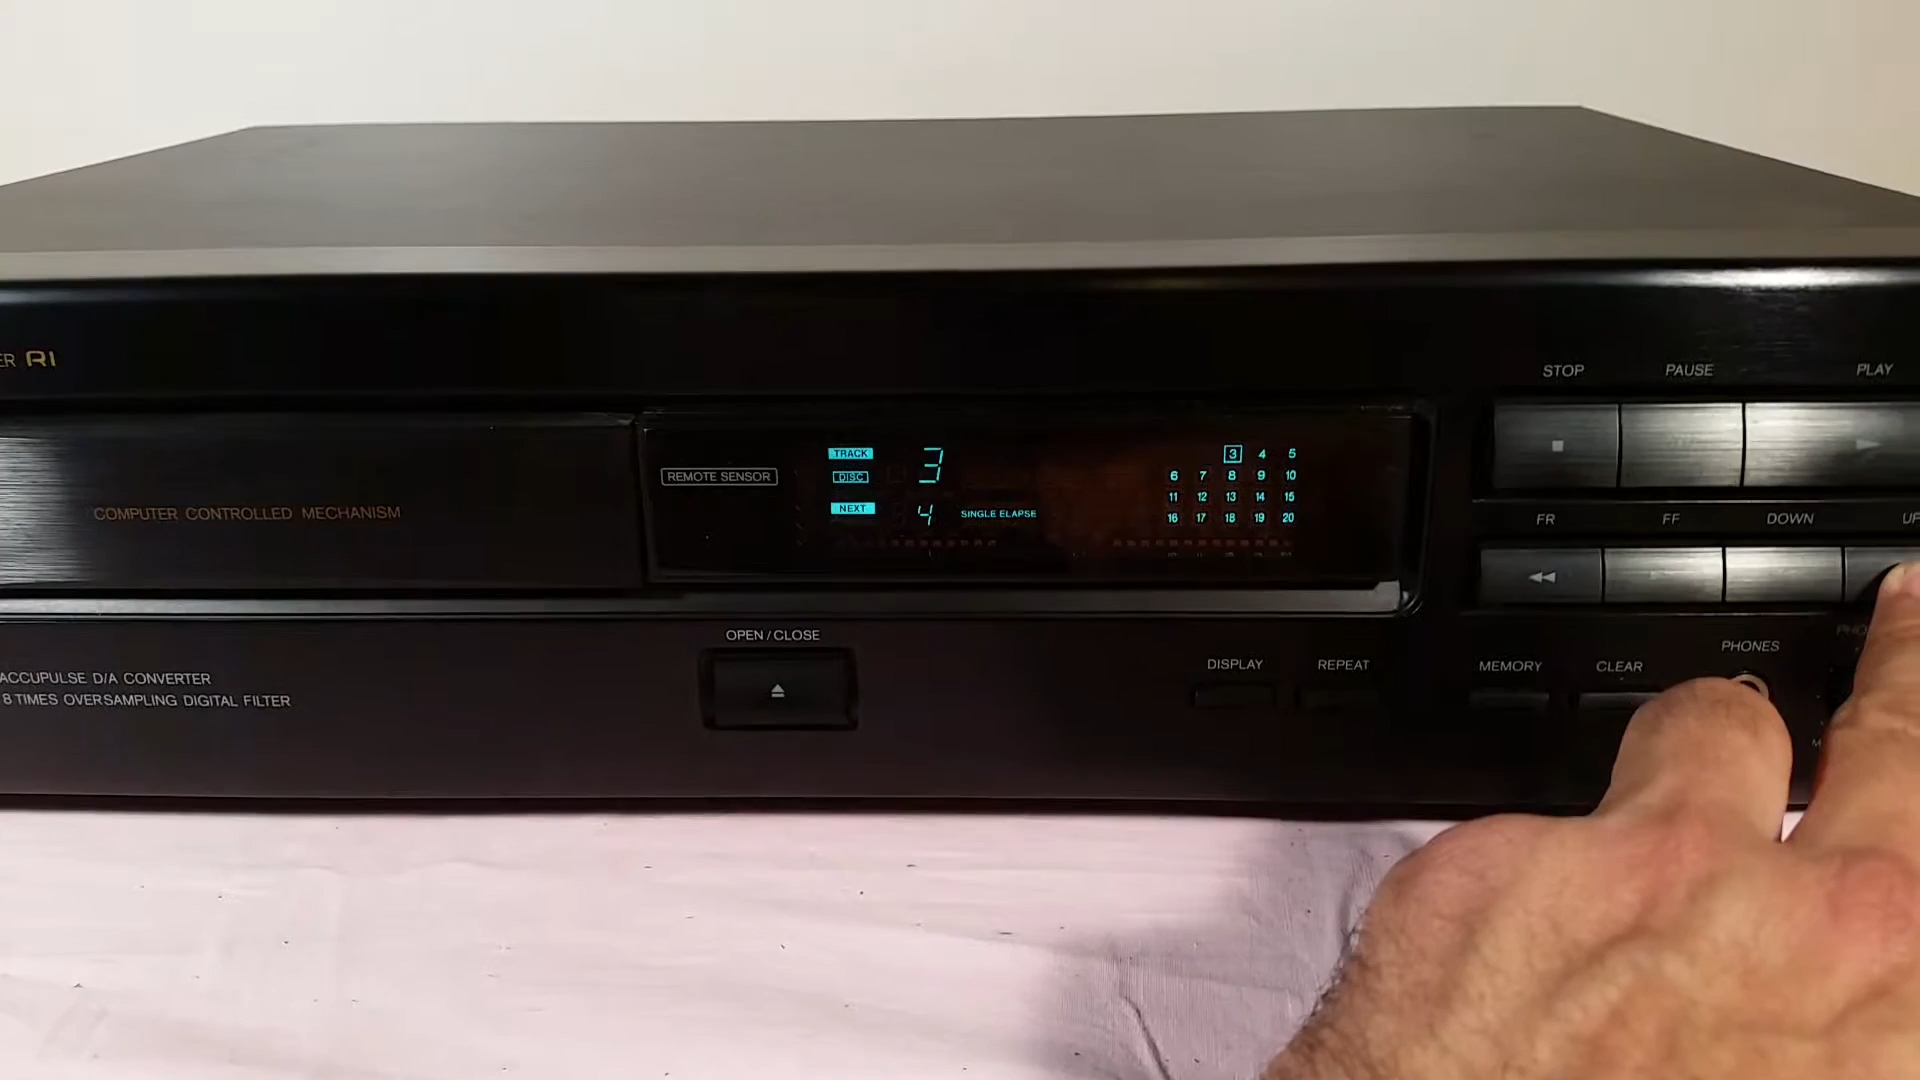 ER RI
STOP PAUSE PLAY
COMPUTER CONTROLLED MECHANISM
REMOTE SENSOR
TRACK 3
DISC
NEXT 4 SINGLE ELAPSE
3 4 5
6 7 8 9 10
11 12 13 14 15
16 17 18 19 20
FR FF DOWN UP
OPEN / CLOSE
ACCUPULSE D/A CONVERTER
8 TIMES OVERSAMPLING DIGITAL FILTER
DISPLAY REPEAT MEMORY CLEAR PHONES
PHO
M